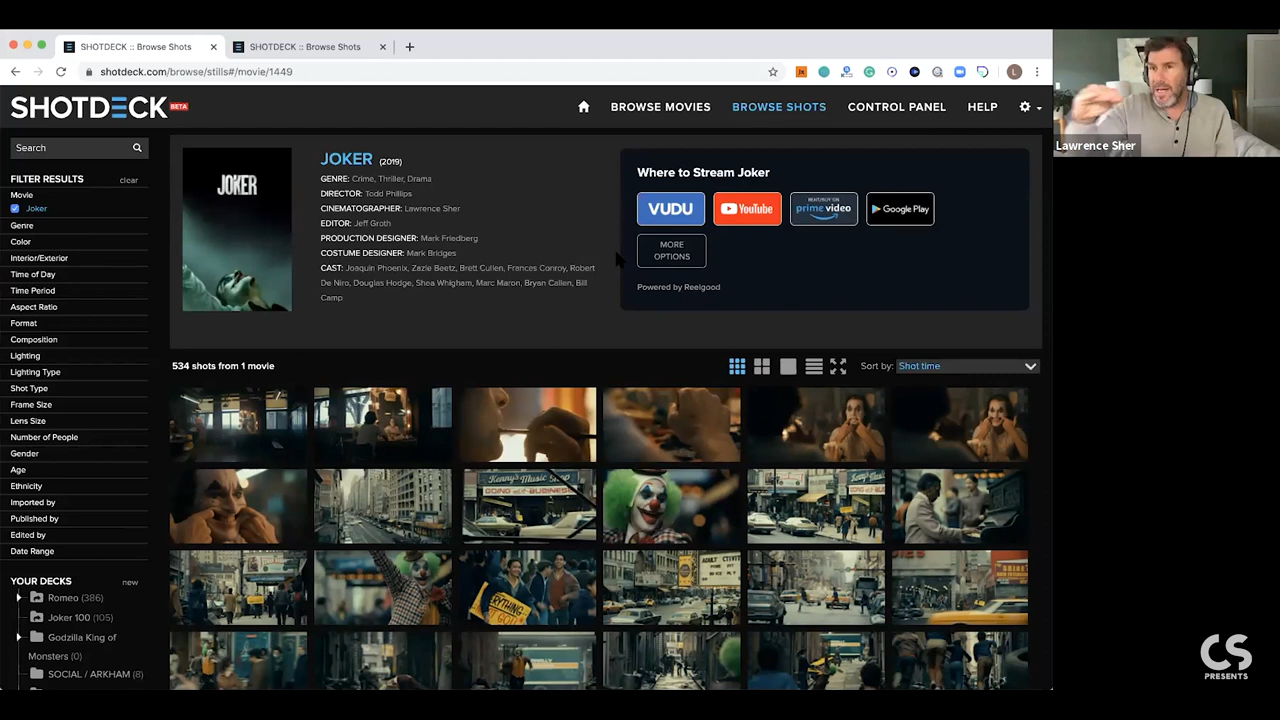 SHOTDECK :: Browse Shots
SHOTDECK :: Browse Shots
shotdeck.com/browse/stills#/movie/1449
L
SHOTDECK BETA
BROWSE MOVIES
BROWSE SHOTS
CONTROL PANEL
HELP
Lawrence Sher
Search
FILTER RESULTS
clear
Movie
Joker
Genre
Color
Interior/Exterior
Time of Day
Time Period
Aspect Ratio
Format
Composition
Lighting
Lighting Type
Shot Type
Frame Size
Lens Size
Number of People
Gender
Age
Ethnicity
Imported by
Published by
Edited by
Date Range
YOUR DECKS
new
Romeo (386)
Joker 100 (105)
Godzilla King of
Monsters (0)
SOCIAL / ARKHAM (8)
JOKER
JOKER (2019)
GENRE: Crime, Thriller, Drama
DIRECTOR: Todd Phillips
CINEMATOGRAPHER: Lawrence Sher
EDITOR: Jeff Groth
PRODUCTION DESIGNER: Mark Friedberg
COSTUME DESIGNER: Mark Bridges
CAST: Joaquin Phoenix, Zazie Beetz, Brett Cullen, Frances Conroy, Robert
De Niro, Douglas Hodge, Shea Whigham, Marc Maron, Bryan Callen, Bill
Camp
Where to Stream Joker
VUDU
YouTube
RENT/BUY ON
prime video
Google Play
MORE
OPTIONS
Powered by Reelgood
534 shots from 1 movie
Sort by:
Shot time
Kenny's Music Shop
EVERYTHING
CS
PRESENTS